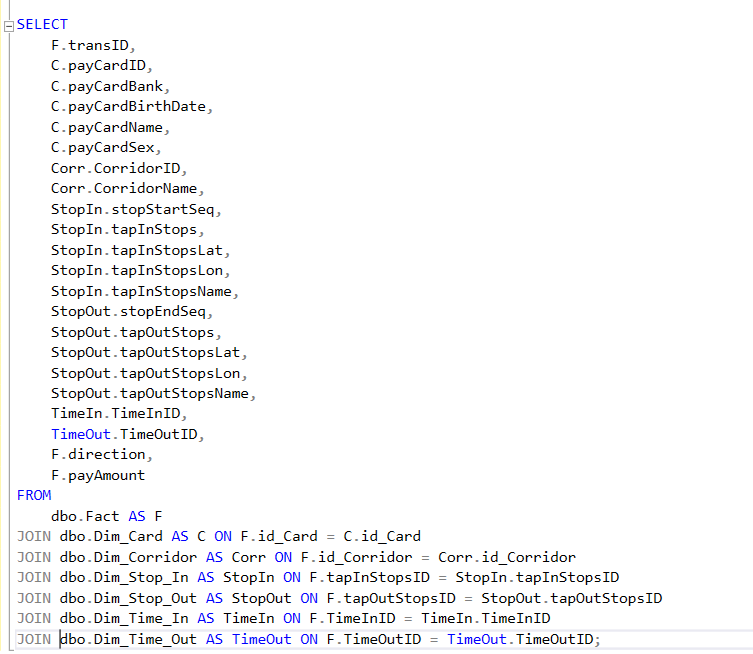 SELECT
F.transID,
C.payCardID,
C.payCardBank,
C.payCardBirthDate,
C.payCardName,
C.payCardSex,
Corr.CorridorID,
Corr.CorridorName,
StopIn.stopStartSeq,
StopIn.tapInStops,
StopIn.tapInStopsLat,
StopIn.tapInStopsLon,
StopIn.tapInStopsName,
StopOut.stopEndSeq,
StopOut.tapOutStops,
StopOut.tapOutStopsLat,
StopOut.tapOutStopsLon,
StopOut.tapOutStopsName,
TimeIn.TimeInID,
TimeOut.TimeOutID,
F.direction,
F.payAmount
FROM
dbo.Fact AS F
JOIN dbo.Dim_Card AS C ON F.id_Card = C.id_Card
JOIN dbo.Dim_Corridor AS Corr ON F.id_Corridor = Corr.id_Corridor
JOIN dbo.Dim_Stop_In AS StopIn ON F.tapInStopsID = StopIn.tapInStopsID
JOIN dbo.Dim_Stop_Out AS StopOut ON F.tapOutStopsID = StopOut.tapOutStopsID
JOIN dbo.Dim_Time_In AS TimeIn ON F.TimeInID = TimeIn.TimeInID
JOIN dbo.Dim_Time_Out AS TimeOut ON F.TimeOutID = TimeOut.TimeOutID;